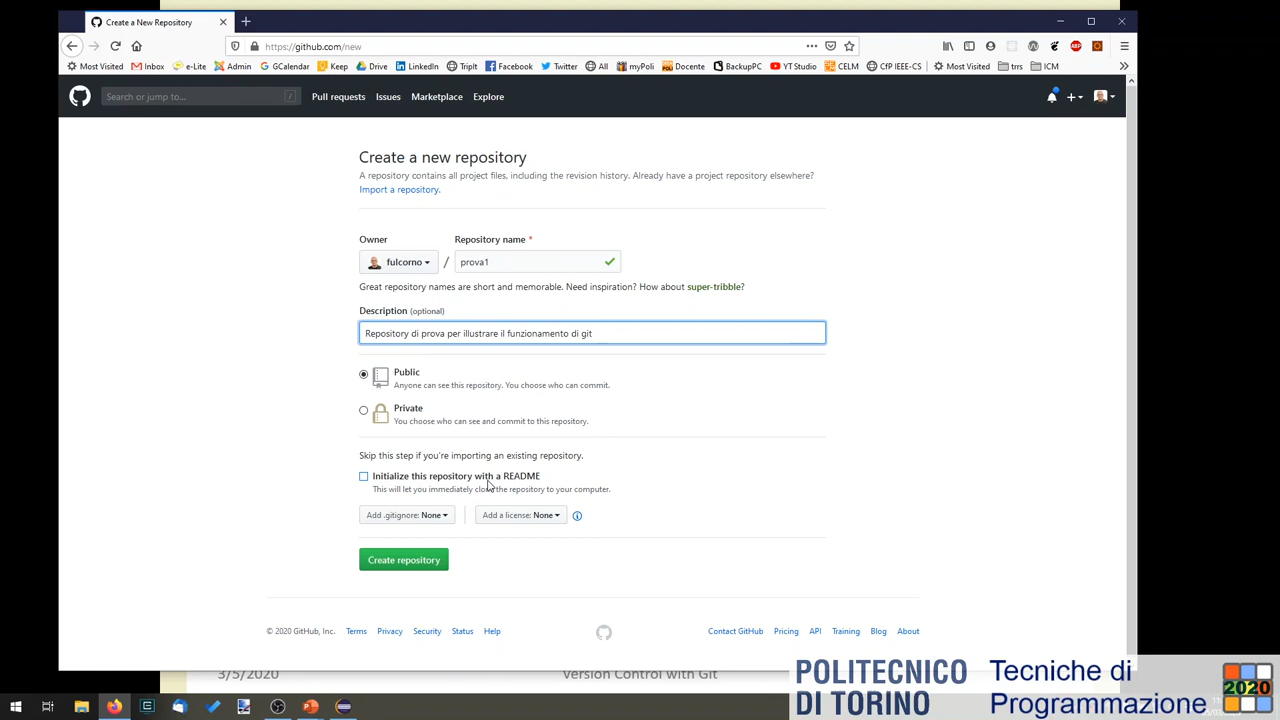 Create a New Repository
https://github.com/new
Most Visited Inbox e-Lite Admin GCalendar Keep Drive LinkedIn TripIt Facebook Twitter All myPoli Docente BackupPC YT Studio CELM CfP IEEE-CS Most Visited trrs ICM
Search or jump to... / Pull requests Issues Marketplace Explore
Create a new repository
A repository contains all project files, including the revision history. Already have a project repository elsewhere?
Import a repository.
Owner Repository name *
fulcorno / prova1
Great repository names are short and memorable. Need inspiration? How about super-tribble?
Description (optional)
Repository di prova per illustrare il funzionamento di git
Public
Anyone can see this repository. You choose who can commit.
Private
You choose who can see and commit to this repository.
Skip this step if you're importing an existing repository.
Initialize this repository with a README
This will let you immediately clone the repository to your computer.
Add .gitignore: None Add a license: None
Create repository
© 2020 GitHub, Inc. Terms Privacy Security Status Help Contact GitHub Pricing API Training Blog About
3/5/2020 Version Control with Git
POLITECNICO
DI TORINO
Tecniche di
Programmazione
2020